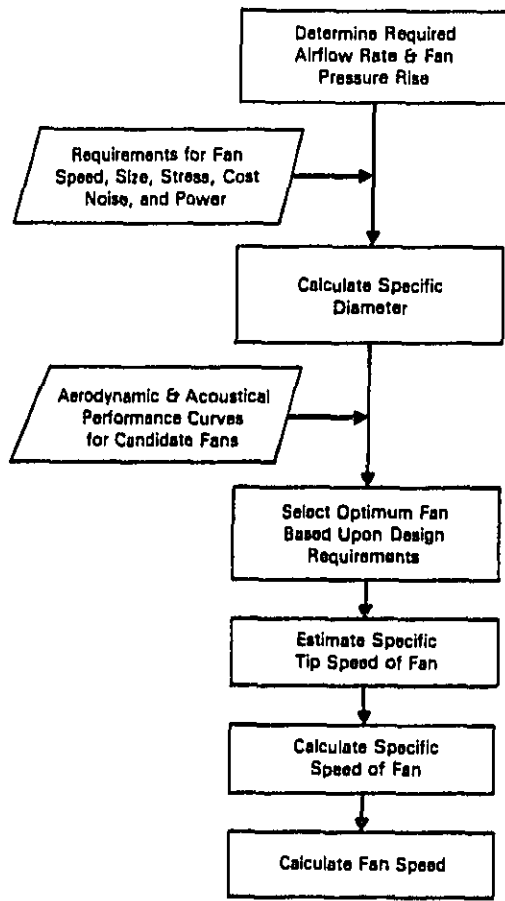 Determine Required
Airflow Rate & Fan
Pressure Rise
Requirements for Fan
Speed, Size, Stress, Cost
Noise, and Power
Calculate Specific
Diameter
Aerodynamic & Acoustical
Performance Curves
for Candidate Fans
Select Optimum Fan
Based Upon Design
Requirements
Estimate Specific
Tip Speed of Fan
Calculate Specific
Speed of Fan
Calculate Fan Speed